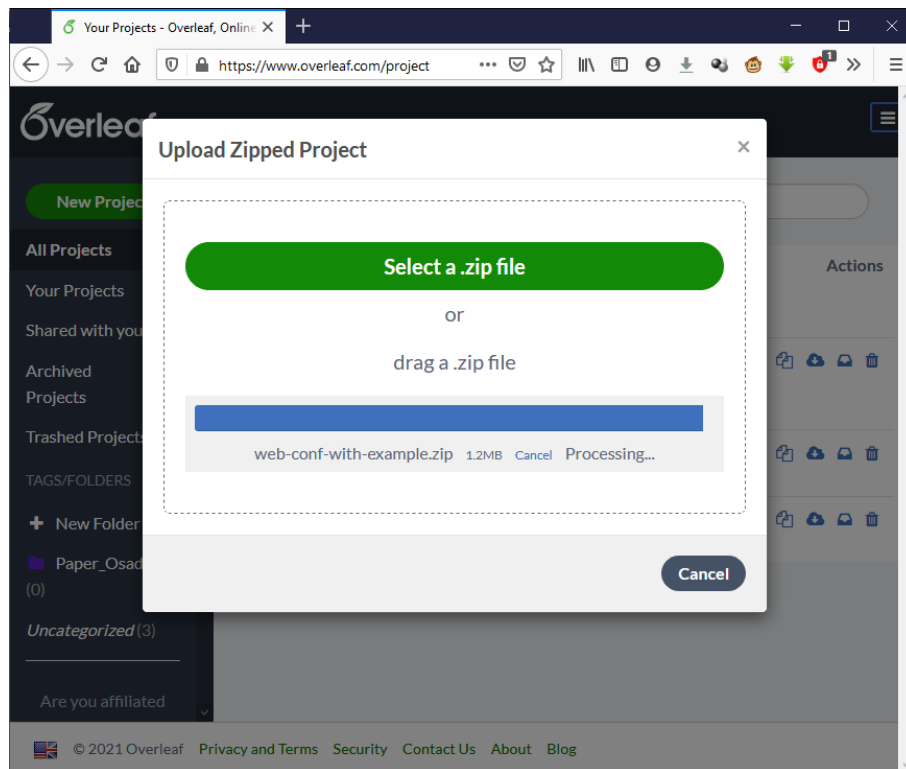 Your Projects - Overleaf, Online
https://www.overleaf.com/project
1
Overleaf
Upload Zipped Project
New Projec
Select a .zip file
All Projects
Actions
or
Your Projects
Shared with you
drag a .zip file
Archived
Projects
web-conf-with-example.zip 1.2MB Cancel Processing...
Trashed Projects
TAGS/FOLDERS
New Folder
Paper_Osad
(0)
Cancel
Uncategorized (3)
Are you affiliated
© 2021 Overleaf Privacy and Terms Security Contact Us About Blog